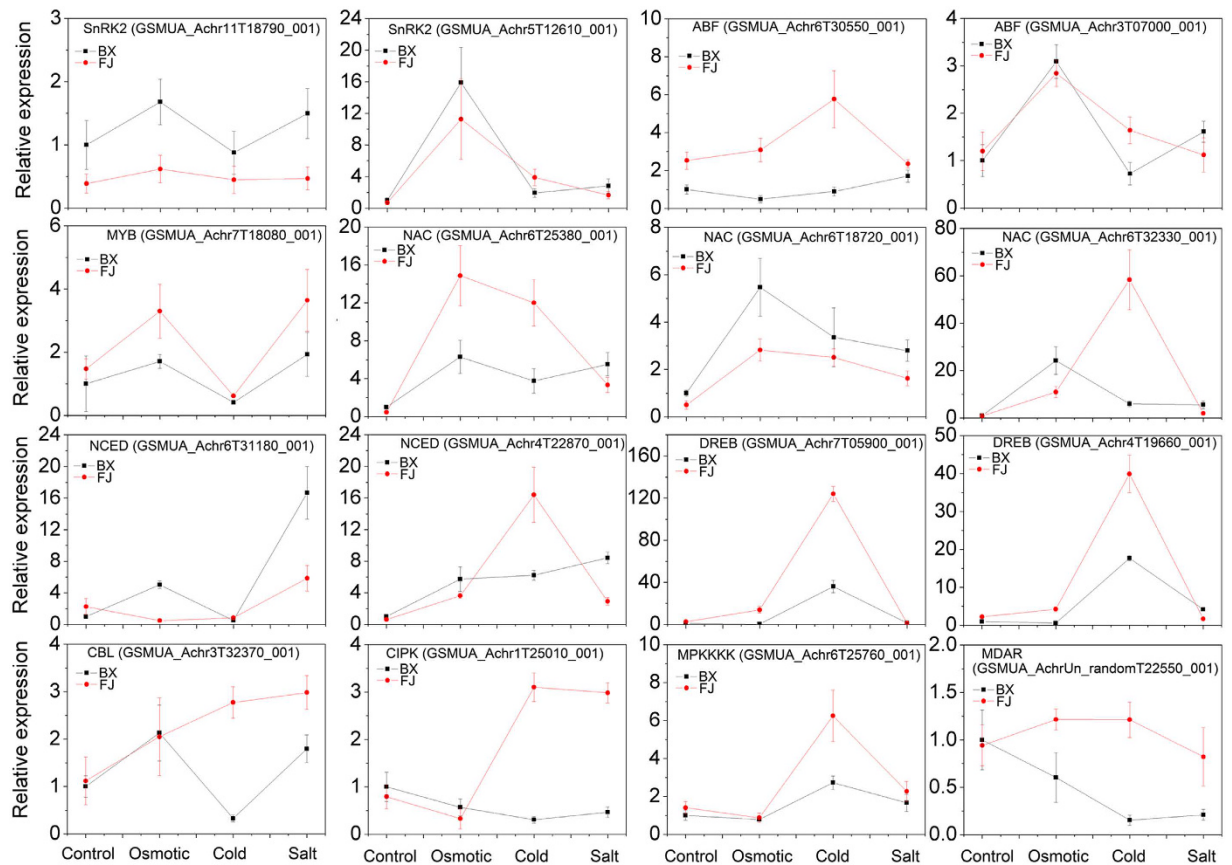 Relative expression
3
2
1
0
SnRK2 (GSMUA_Achr11T18790_001)
BX
FJ
24
20
16
12
8
4
0
SnRK2 (GSMUA_Achr5T12610_001)
BX
FJ
10
8
6
4
2
0
ABF (GSMUA_Achr6T30550_001)
BX
FJ
4
3
2
1
0
ABF (GSMUA_Achr3T07000_001)
BX
FJ
Relative expression
6
4
2
0
MYB (GSMUA_Achr7T18080_001)
BX
FJ
20
16
12
8
4
0
NAC (GSMUA_Achr6T25380_001)
BX
FJ
8
6
4
2
0
NAC (GSMUA_Achr6T18720_001)
BX
FJ
80
60
40
20
0
NAC (GSMUA_Achr6T32330_001)
BX
FJ
Relative expression
24
20
16
12
8
4
0
NCED (GSMUA_Achr6T31180_001)
BX
FJ
24
20
16
12
8
4
0
NCED (GSMUA_Achr4T22870_001)
BX
FJ
160
120
80
40
0
DREB (GSMUA_Achr7T05900_001)
BX
FJ
50
40
30
20
10
0
DREB (GSMUA_Achr4T19660_001)
BX
FJ
Relative expression
4
3
2
1
0
CBL (GSMUA_Achr3T32370_001)
BX
FJ
Control Osmotic Cold Salt
4
3
2
1
0
CIPK (GSMUA_Achr1T25010_001)
BX
FJ
Control Osmotic Cold Salt
10
8
6
4
2
0
MPKKKK (GSMUA_Achr6T25760_001)
BX
FJ
Control Osmotic Cold Salt
2.0
1.5
1.0
0.5
0.0
MDAR
(GSMUA_AchrUn_randomT22550_001)
BX
FJ
Control Osmotic Cold Salt